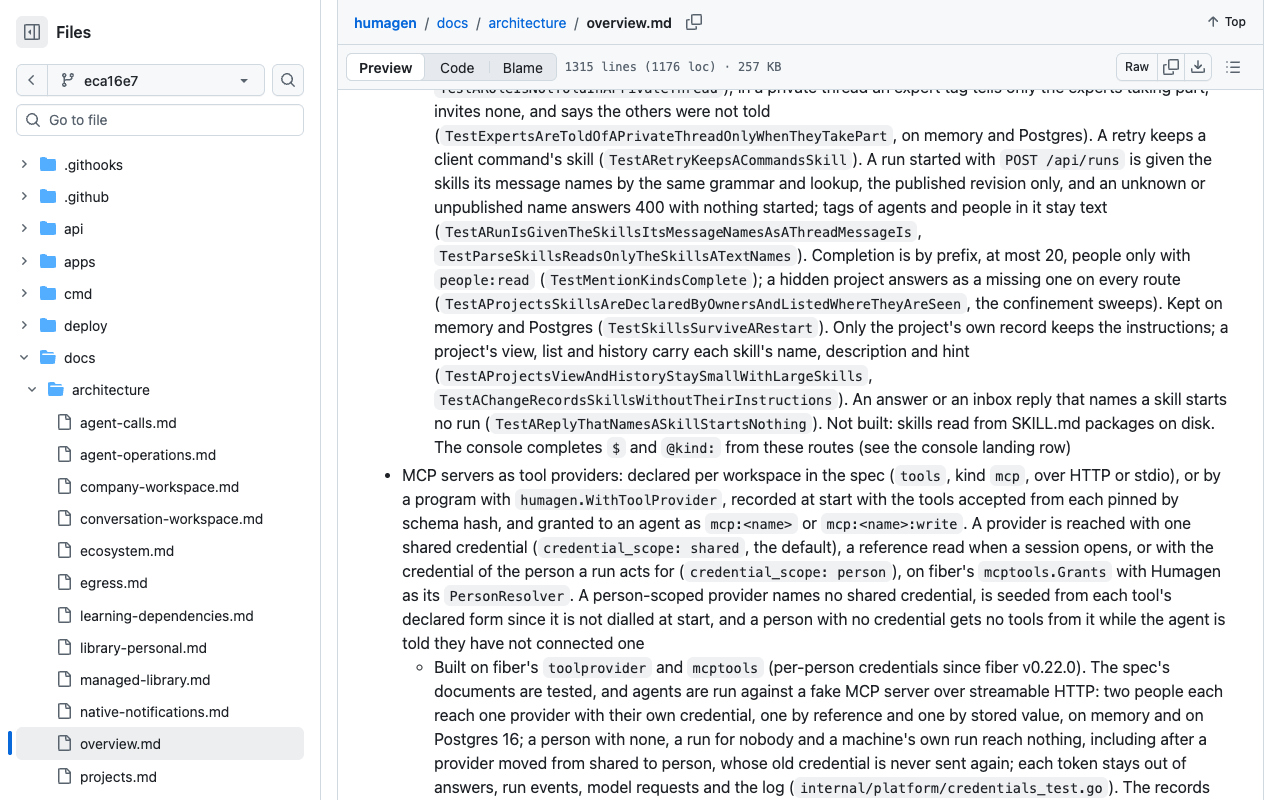 Files
eca16e7
Go to file
.githooks
.github
api
apps
cmd
deploy
docs
architecture
agent-calls.md
agent-operations.md
company-workspace.md
conversation-workspace.md
ecosystem.md
egress.md
learning-dependencies.md
library-personal.md
managed-library.md
native-notifications.md
overview.md
projects.md
humagen / docs / architecture / overview.md
Top
Preview Code Blame 1315 lines (1176 loc) · 257 KB
Raw
invites none, and says the others were not told
(TestExpertsAreToldOfAPrivateThreadOnlyWhenTheyTakePart, on memory and Postgres). A retry keeps a
client command's skill (TestARetryKeepsACommandsSkill). A run started with POST /api/runs is given the
skills its message names by the same grammar and lookup, the published revision only, and an unknown or
unpublished name answers 400 with nothing started; tags of agents and people in it stay text
(TestARunIsGivenTheSkillsItsMessageNamesAsAThreadMessageIs,
TestParseSkillsReadsOnlyTheSkillsATextNames). Completion is by prefix, at most 20, people only with
people:read (TestMentionKindsComplete); a hidden project answers as a missing one on every route
(TestAProjectsSkillsAreDeclaredByOwnersAndListedWhereTheyAreSeen, the confinement sweeps). Kept on
memory and Postgres (TestSkillsSurviveARestart). Only the project's own record keeps the instructions; a
project's view, list and history carry each skill's name, description and hint
(TestAProjectsViewAndHistoryStaySmallWithLargeSkills,
TestAChangeRecordsSkillsWithoutTheirInstructions). An answer or an inbox reply that names a skill starts
no run (TestAReplyThatNamesASkillStartsNothing). Not built: skills read from SKILL.md packages on disk.
The console completes $ and @kind: from these routes (see the console landing row)
• MCP servers as tool providers: declared per workspace in the spec (tools, kind mcp, over HTTP or stdio), or by
a program with humagen.WithToolProvider, recorded at start with the tools accepted from each pinned by
schema hash, and granted to an agent as mcp:<name> or mcp:<name>:write. A provider is reached with one
shared credential (credential_scope: shared, the default), a reference read when a session opens, or with the
credential of the person a run acts for (credential_scope: person), on fiber's mcptools.Grants with Humagen
as its PersonResolver. A person-scoped provider names no shared credential, is seeded from each tool's
declared form since it is not dialled at start, and a person with no credential gets no tools from it while the agent is
told they have not connected one
◦ Built on fiber's toolprovider and mcptools (per-person credentials since fiber v0.22.0). The spec's
documents are tested, and agents are run against a fake MCP server over streamable HTTP: two people each
reach one provider with their own credential, one by reference and one by stored value, on memory and on
Postgres 16; a person with none, a run for nobody and a machine's own run reach nothing, including after a
provider moved from shared to person, whose old credential is never sent again; each token stays out of
answers, run events, model requests and the log (internal/platform/credentials_test.go). The records